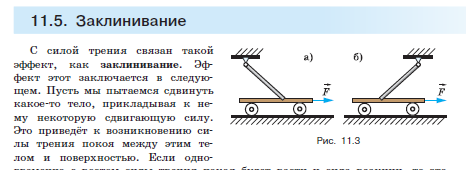 11.5. Заклинивание
С силой трения связан такой
эффект, как заклинивание. Эф-
фект этот заключается в следую-
щем. Пусть мы пытаемся сдвинуть
какое-то тело, прикладывая к не-
му некоторую сдвигающую силу.
Это приведёт к возникновению си-
лы трения покоя между этим те-
лом и поверхностью. Если одно-
а)
F
б)
F
Рис. 11.3